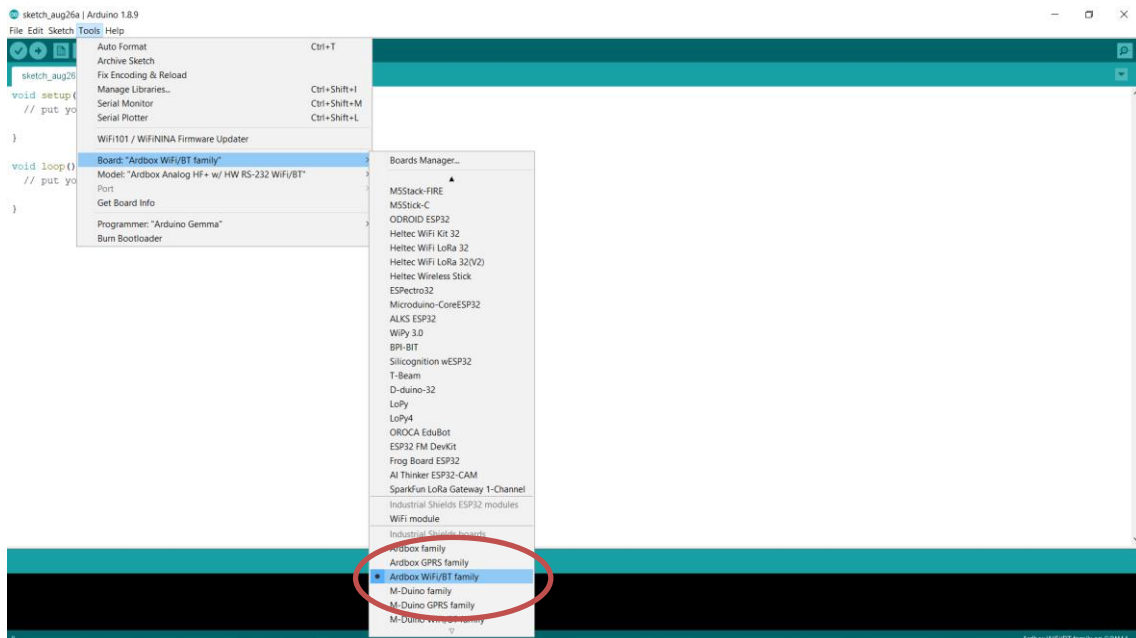 sketch_aug26a | Arduino 1.8.9
File Edit Sketch Tools Help
sketch_aug26
void setup(
// put yo
}
void loop()
// put yo
}
Auto Format Ctrl+T
Archive Sketch
Fix Encoding & Reload
Manage Libraries... Ctrl+Shift+I
Serial Monitor Ctrl+Shift+M
Serial Plotter Ctrl+Shift+L
WiFi101 / WiFiNINA Firmware Updater
Board: "Ardbox WiFi/BT family"
Model: "Ardbox Analog HF+ w/ HW RS-232 WiFi/BT"
Port
Get Board Info
Programmer: "Arduino Gemma"
Burn Bootloader
Boards Manager...
M5Stack-FIRE
M5Stick-C
ODROID ESP32
Heltec WiFi Kit 32
Heltec WiFi LoRa 32
Heltec WiFi LoRa 32(V2)
Heltec Wireless Stick
ESPectro32
Microduino-CoreESP32
ALKS ESP32
WiPy 3.0
BPI-BIT
Silicognition wESP32
T-Beam
D-duino-32
LoPy
LoPy4
OROCA EduBot
ESP32 FM DevKit
Frog Board ESP32
AI Thinker ESP32-CAM
SparkFun LoRa Gateway 1-Channel
Industrial Shields ESP32 modules
WiFi module
Industrial Shields boards
Ardbox family
Ardbox GPRS family
Ardbox WiFi/BT family
M-Duino family
M-Duino GPRS family
M-Duino WiFi/BT family